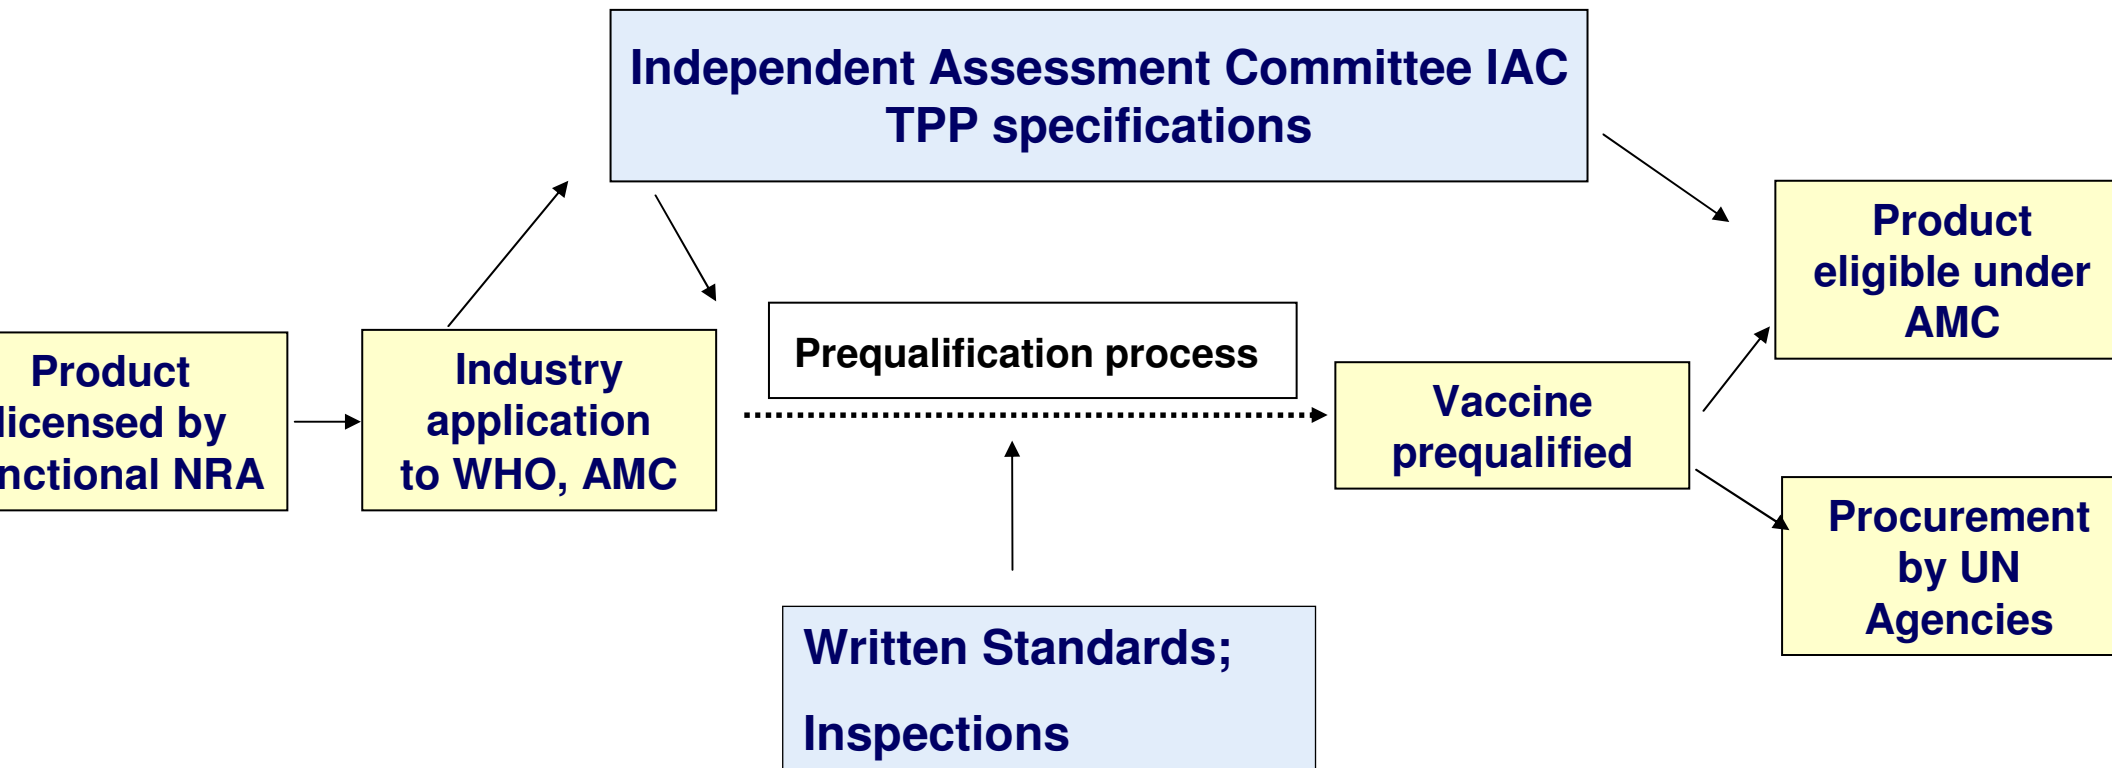 Independent Assessment Committee IAC
TPP specifications
Product
licensed by
nctional NRA
Industry
application
to WHO, AMC
Prequalification process
Vaccine
prequalified
Product
eligible under
AMC
Procurement
by UN
Agencies
Written Standards;
Inspections